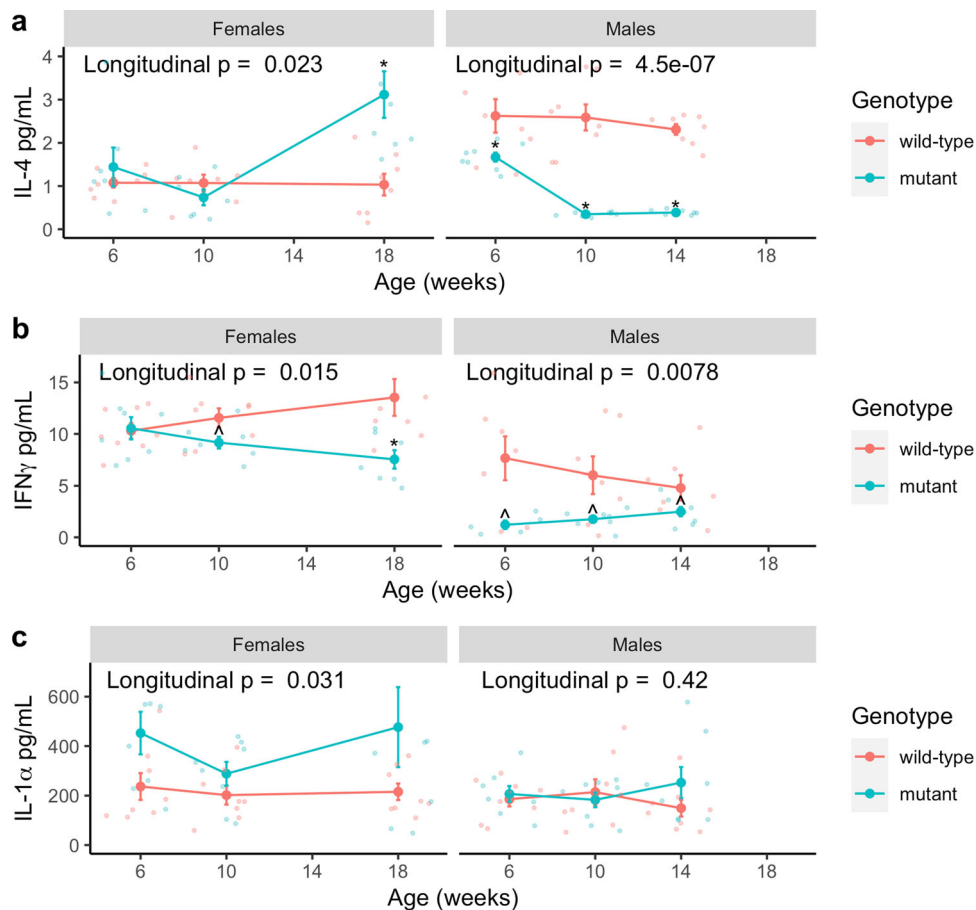 a
Females
Males
Longitudinal p = 0.023
Longitudinal p = 4.5e-07
IL-4 pg/mL
4
3
2
1
0
*
*
*
*
6
10
14
18
6
10
14
18
Age (weeks)
Genotype
wild-type
mutant
b
Females
Males
Longitudinal p = 0.015
Longitudinal p = 0.0078
IFNγ pg/mL
15
10
5
0
^
*
^
^
^
6
10
14
18
6
10
14
18
Age (weeks)
Genotype
wild-type
mutant
c
Females
Males
Longitudinal p = 0.031
Longitudinal p = 0.42
IL-1α pg/mL
600
400
200
0
6
10
14
18
6
10
14
18
Age (weeks)
Genotype
wild-type
mutant